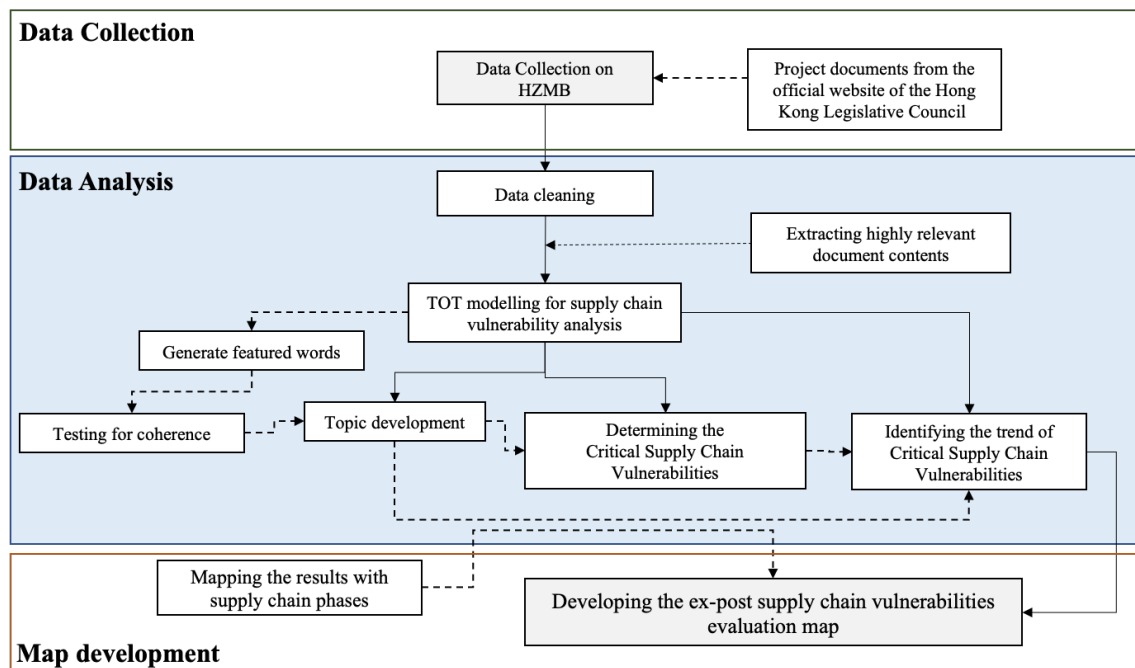 Data Collection
Data Collection on
HZMB
Project documents from the
official website of the Hong
Kong Legislative Council
Data Analysis
Data cleaning
Extracting highly relevant
document contents
TOT modelling for supply chain
vulnerability analysis
Generate featured words
Testing for coherence
Topic development
Determining the
Critical Supply Chain
Vulnerabilities
Identifying the trend of
Critical Supply Chain
Vulnerabilities
Mapping the results with
supply chain phases
Developing the ex-post supply chain vulnerabilities
evaluation map
Map development